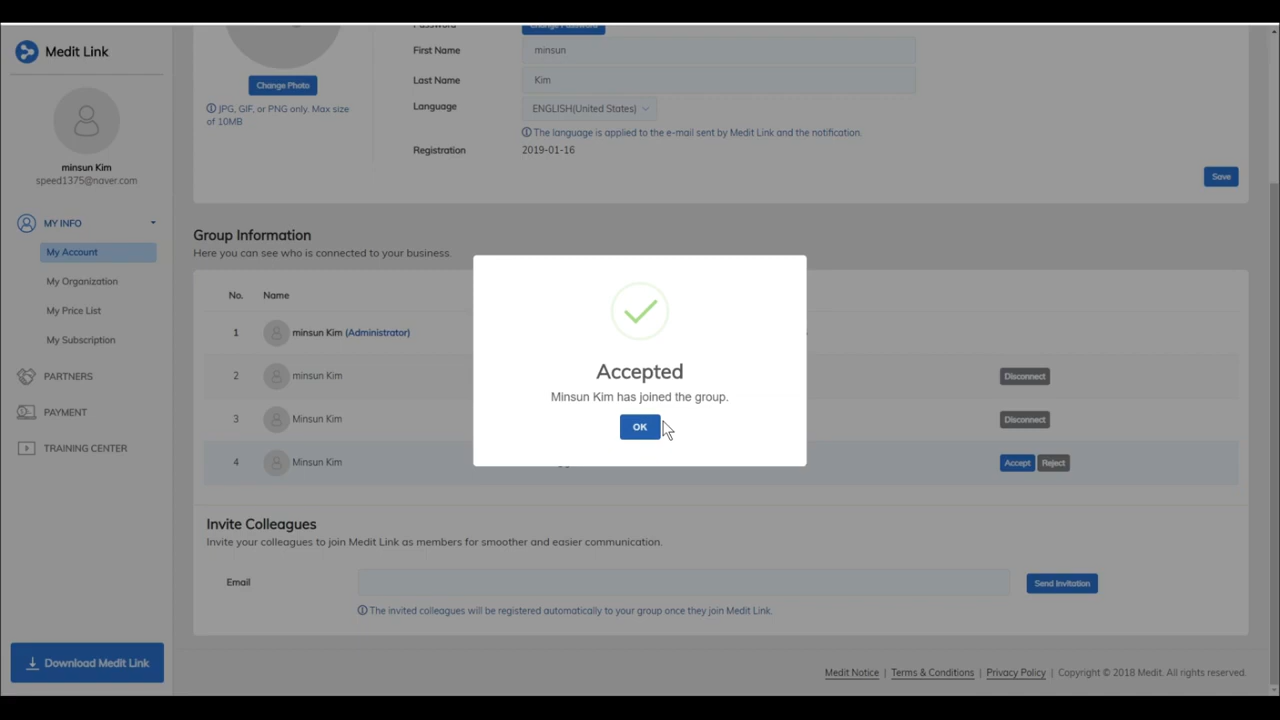 Medit Link
minsun Kim
speed1375@naver.com
MY INFO
My Account
My Organization
My Price List
My Subscription
PARTNERS
PAYMENT
TRAINING CENTER
Download Medit Link
Change Photo
JPG, GIF, or PNG only. Max size
of 10MB
First Name minsun
Last Name Kim
Language ENGLISH(United States)
The language is applied to the e-mail sent by Medit Link and the notification.
Registration 2019-01-16
Save
Group Information
Here you can see who is connected to your business.
No. Name
1 minsun Kim (Administrator)
2 minsun Kim Disconnect
3 Minsun Kim Disconnect
4 Minsun Kim Accept Reject
Accepted
Minsun Kim has joined the group.
OK
Invite Colleagues
Invite your colleagues to join Medit Link as members for smoother and easier communication.
Email Send Invitation
The invited colleagues will be registered automatically to your group once they join Medit Link.
Medit Notice | Terms & Conditions | Privacy Policy | Copyright © 2018 Medit. All rights reserved.